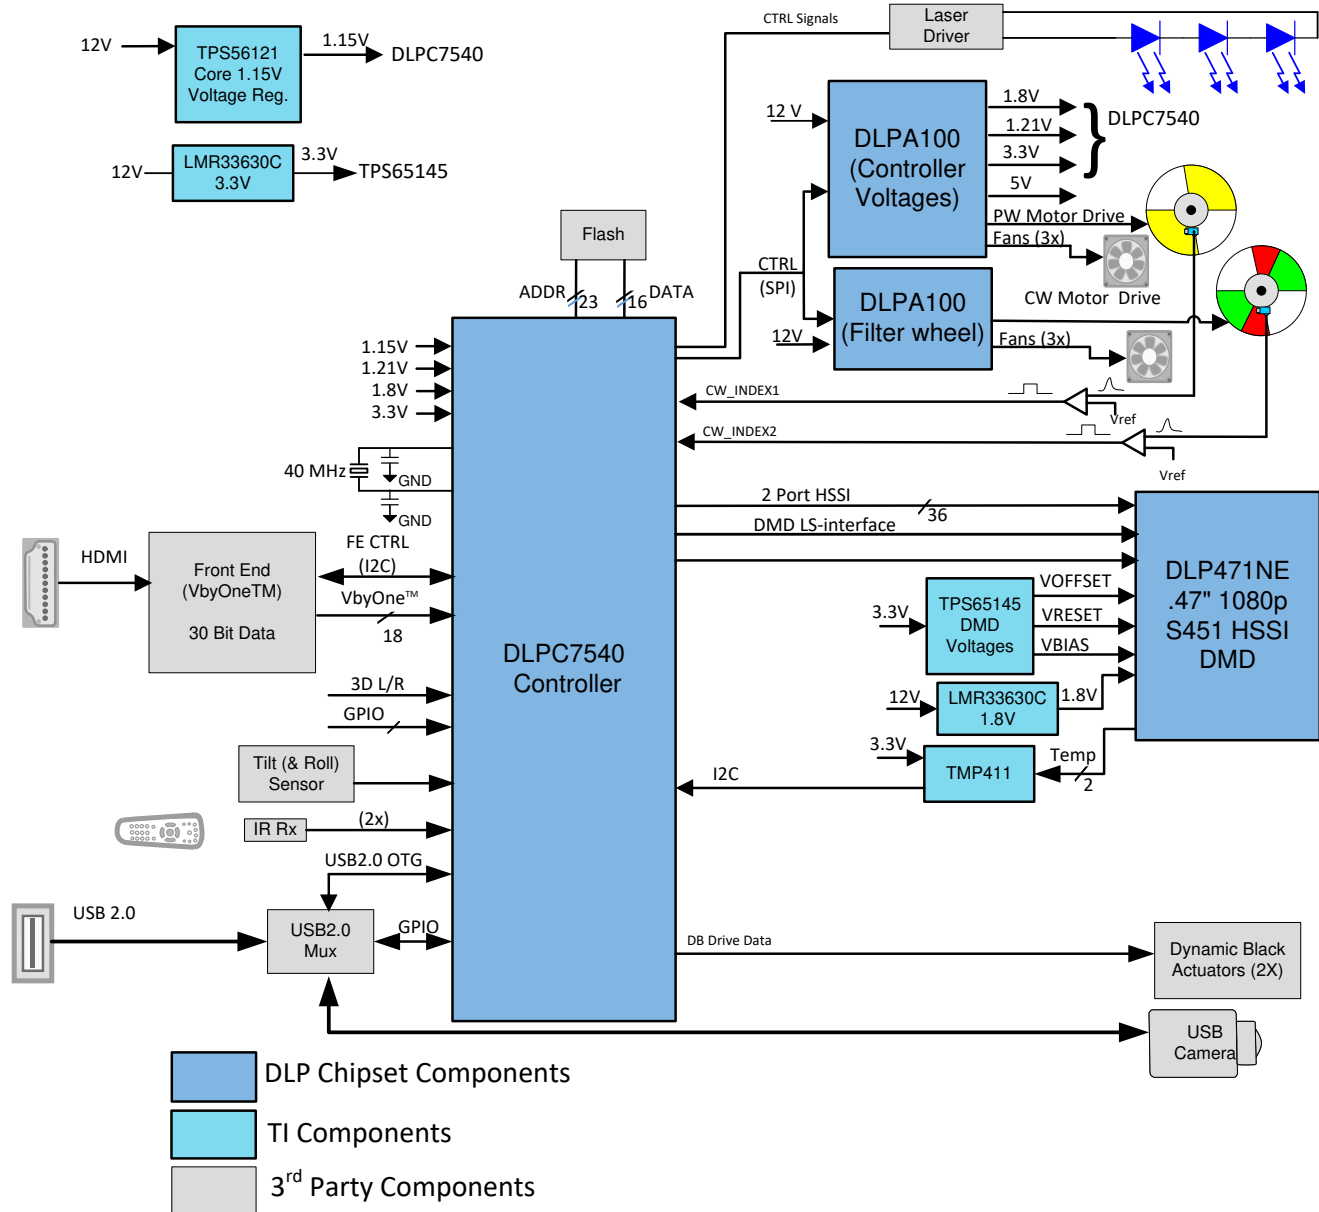 CTRL Signals
Laser
Driver
12V
TPS56121
Core 1.15V
Voltage Reg.
1.15V
DLPC7540
12V
LMR33630C
3.3V
3.3V
TPS65145
12 V
DLPA100
(Controller
Voltages)
1.8V
1.21V
3.3V
5V
DLPC7540
PW Motor Drive
Fans (3x)
CTRL
(SPI)
DLPA100
(Filter wheel)
12V
CW Motor Drive
Fans (3x)
Flash
ADDR
23
16
DATA
1.15V
1.21V
1.8V
3.3V
CW_INDEX1
Vref
CW_INDEX2
Vref
40 MHz
GND
GND
2 Port HSSI
36
DMD LS-interface
HDMI
Front End
(VbyOneTM)
30 Bit Data
FE CTRL
(I2C)
VbyOne™
18
DLPC7540
Controller
3.3V
TPS65145
DMD
Voltages
VOFFSET
VRESET
VBIAS
DLP471NE
.47" 1080p
S451 HSSI
DMD
12V
LMR33630C
1.8V
1.8V
3D L/R
GPIO
3.3V
TMP411
Temp
2
I2C
Tilt (& Roll)
Sensor
IR Rx
(2x)
USB2.0 OTG
USB 2.0
USB2.0
Mux
GPIO
DB Drive Data
Dynamic Black
Actuators (2X)
USB
Camera
DLP Chipset Components
TI Components
3rd Party Components